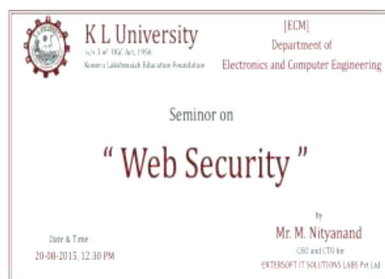 K L University
u/s 3 of UGC Act, 1956
Koneru Lakshmaiah Education Foundation
[ECM]
Department of
Electronics and Computer Engineering
Seminor on
“ Web Security ”
Date & Time
20-08-2015, 12:30 PM
by
Mr. M. Nityanand
CEO and CTO for
ENTERSOFT IT SOLUTIONS LABS Pvt Ltd